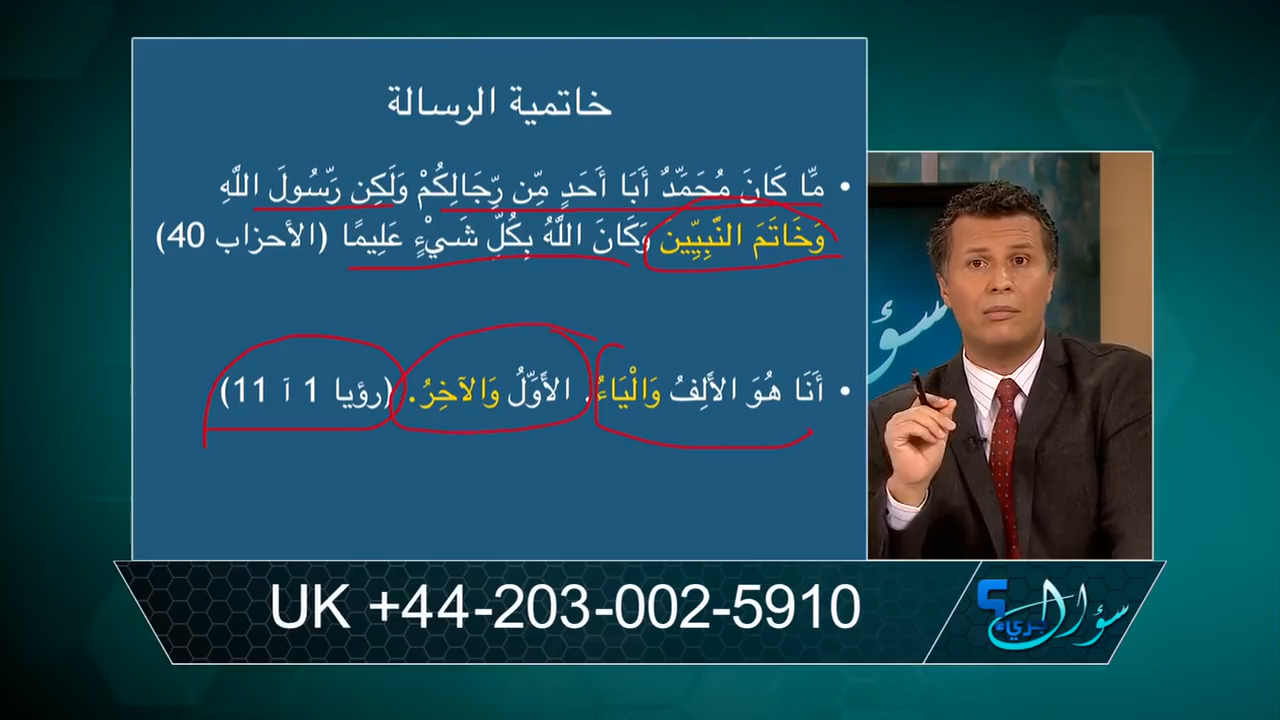 خاتمية الرسالة
• مِّا كَانَ مُحَمَّدٌ أَبَا أَحَدٍ مِّن رِّجَالِكُمْ وَلَكِن رَّسُولَ اللَّهِ
وَخَاتَمَ النَّبِيِّين وَكَانَ اللَّهُ بِكُلِّ شَيْءٍ عَلِيمًا (الأحزاب 40)
• أَنَا هُوَ الأَلِفُ وَالْيَاءُ. الأَوَّلُ وَالآخِرُ. (رؤيا 1 آ 11)
سؤ
UK +44-203-002-5910
سؤال جريء